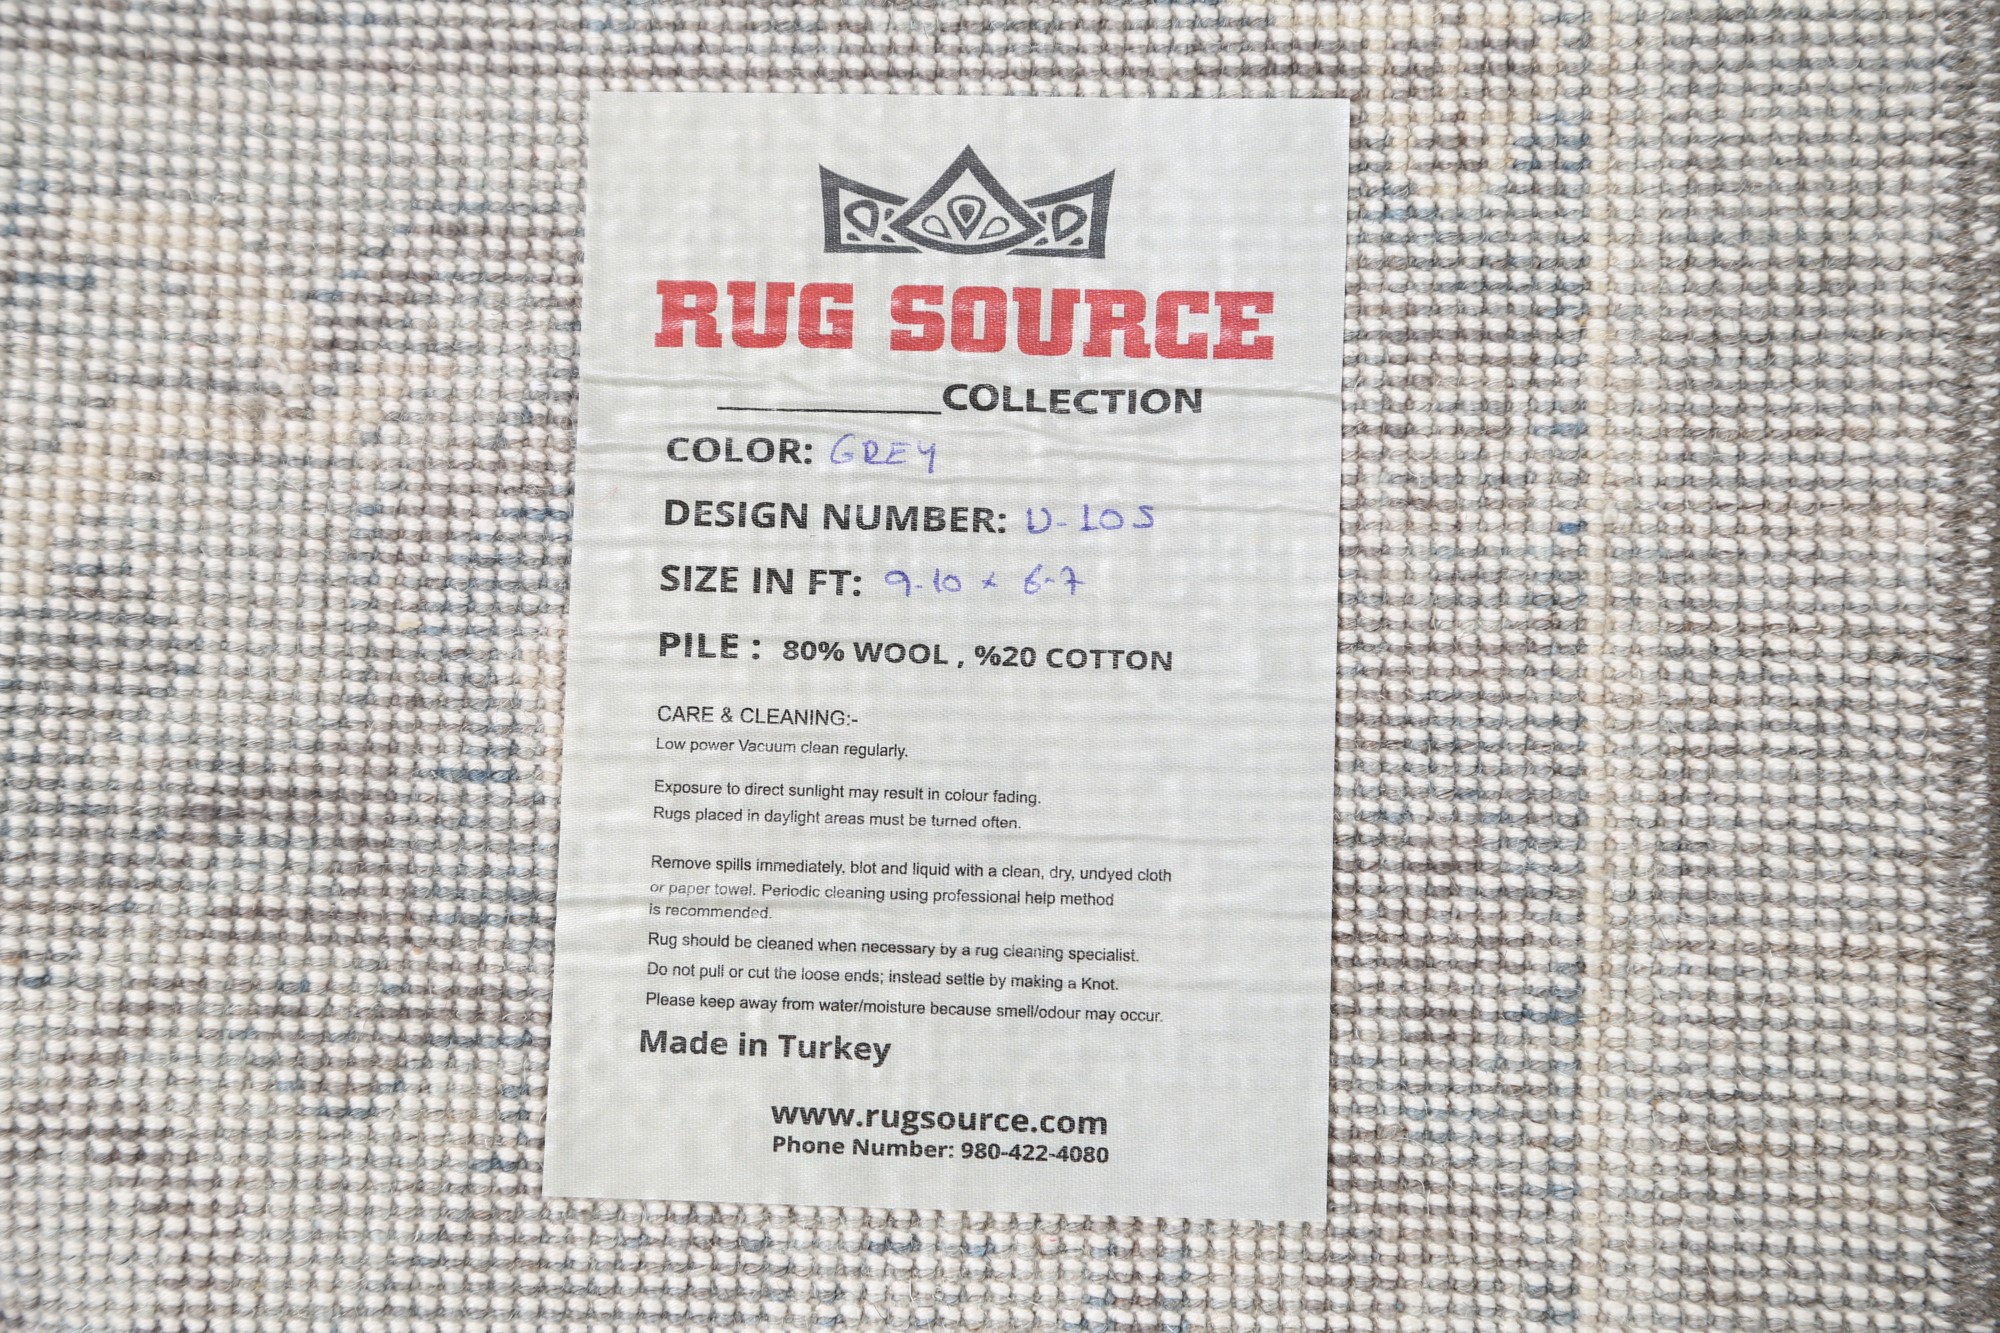 RUG SOURCE
__________COLLECTION
COLOR: GREY
DESIGN NUMBER: U-105
SIZE IN FT: 9-10 x 6-7
PILE : 80% WOOL , %20 COTTON
CARE & CLEANING:-
Low power Vacuum clean regularly.
Exposure to direct sunlight may result in colour fading.
Rugs placed in daylight areas must be turned often.
Remove spills immediately, blot and liquid with a clean, dry, undyed cloth
or paper towel. Periodic cleaning using professional help method
is recommended.
Rug should be cleaned when necessary by a rug cleaning specialist.
Do not pull or cut the loose ends; instead settle by making a Knot.
Please keep away from water/moisture because smell/odour may occur.
Made in Turkey
www.rugsource.com
Phone Number: 980-422-4080